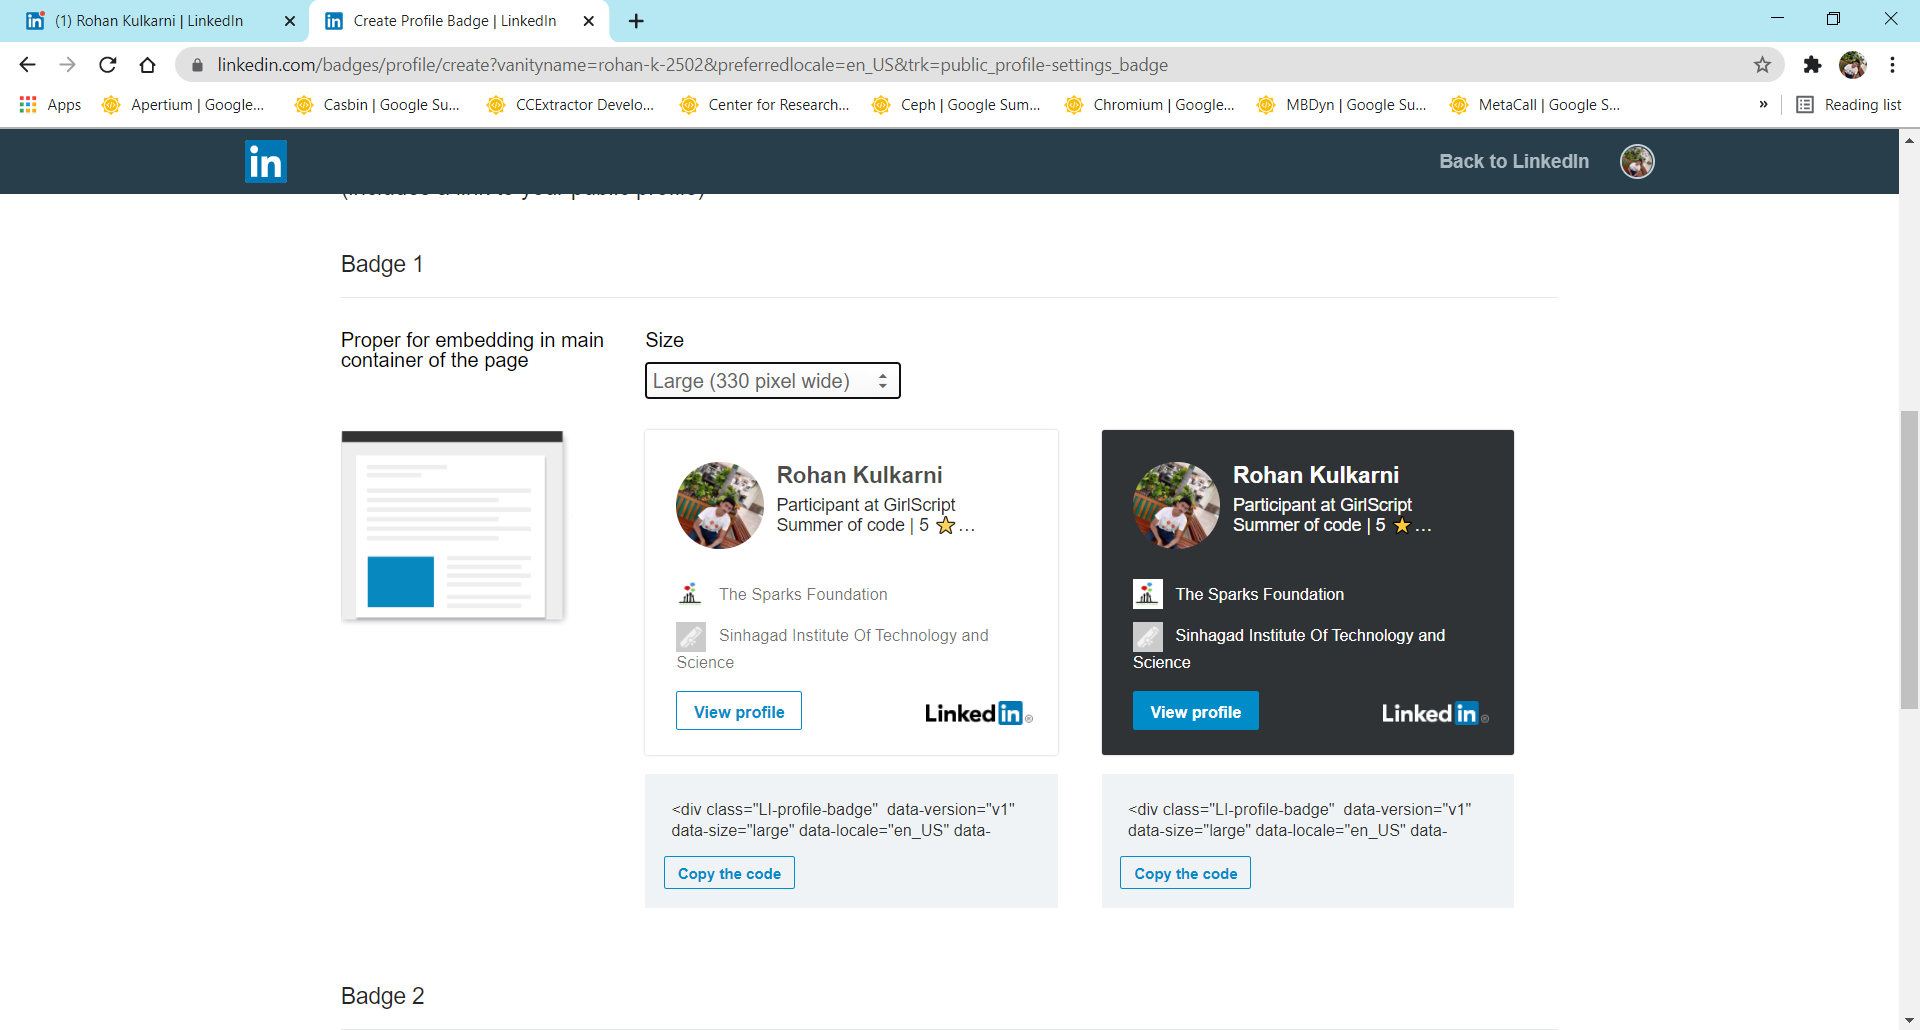 (1) Rohan Kulkarni | LinkedIn
Create Profile Badge | LinkedIn
linkedin.com/badges/profile/create?vanityname=rohan-k-2502&preferredlocale=en_US&trk=public_profile-settings_badge
Apps
Apertium | Google...
Casbin | Google Su...
CCExtractor Develo...
Center for Research...
Ceph | Google Sum...
Chromium | Google...
MBDyn | Google Su...
MetaCall | Google S...
»
Reading list
in
Back to LinkedIn
(includes a link to your public profile)
Badge 1
Proper for embedding in main
container of the page
Size
Large (330 pixel wide)
Rohan Kulkarni
Participant at GirlScript
Summer of code | 5 ⭐...
The Sparks Foundation
Sinhagad Institute Of Technology and
Science
View profile
LinkedIn®
Rohan Kulkarni
Participant at GirlScript
Summer of code | 5 ⭐...
The Sparks Foundation
Sinhagad Institute Of Technology and
Science
View profile
LinkedIn®
<div class="LI-profile-badge"  data-version="v1"
data-size="large" data-locale="en_US" data-
Copy the code
<div class="LI-profile-badge"  data-version="v1"
data-size="large" data-locale="en_US" data-
Copy the code
Badge 2